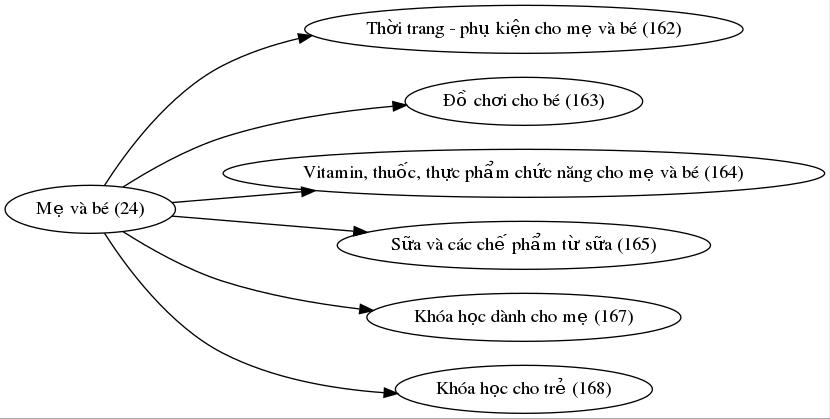 Thời trang - phụ kiện cho mẹ và bé (162)
Đồ chơi cho bé (163)
Vitamin, thuốc, thực phẩm chức năng cho mẹ và bé (164)
Mẹ và bé (24)
Sữa và các chế phẩm từ sữa (165)
Khóa học dành cho mẹ (167)
Khóa học cho trẻ (168)